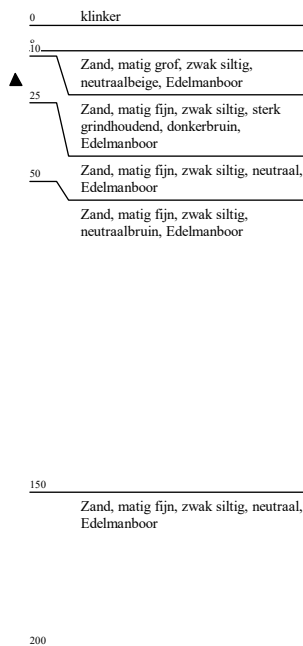 0 klinker
8
10
Zand, matig grof, zwak siltig,
neutraalbeige, Edelmanboor
25
Zand, matig fijn, zwak siltig, sterk
grindhoudend, donkerbruin,
Edelmanboor
Zand, matig fijn, zwak siltig, neutraal,
50
Edelmanboor
Zand, matig fijn, zwak siltig,
neutraalbruin, Edelmanboor
150
Zand, matig fijn, zwak siltig, neutraal,
Edelmanboor
200